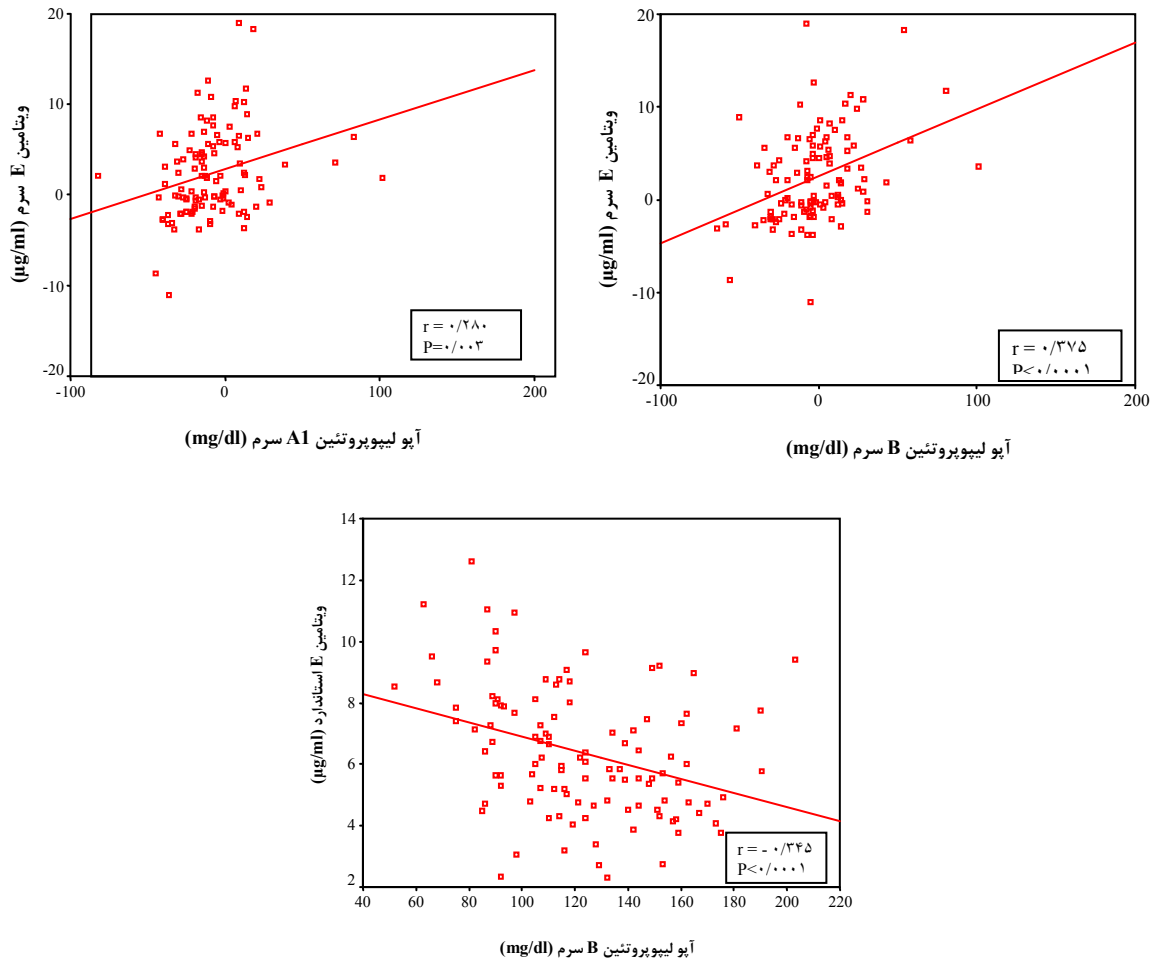 20
10
0
-10
-20
-100
0
100
200
ویتامین E سرم (µg/ml)
r = ۰/۲۸۰
P=۰/۰۰۳
آپو لیپوپروتئین A1 سرم (mg/dl)
20
10
0
-10
-20
-100
0
100
200
ویتامین E سرم (µg/ml)
r = ۰/۳۷۵
P<۰/۰۰۰۱
آپو لیپوپروتئین B سرم (mg/dl)
14
12
10
8
6
4
2
40
60
80
100
120
140
160
180
200
220
ویتامین E استاندارد (µg/ml)
r = - ۰/۳۴۵
P<۰/۰۰۰۱
آپو لیپوپروتئین B سرم (mg/dl)